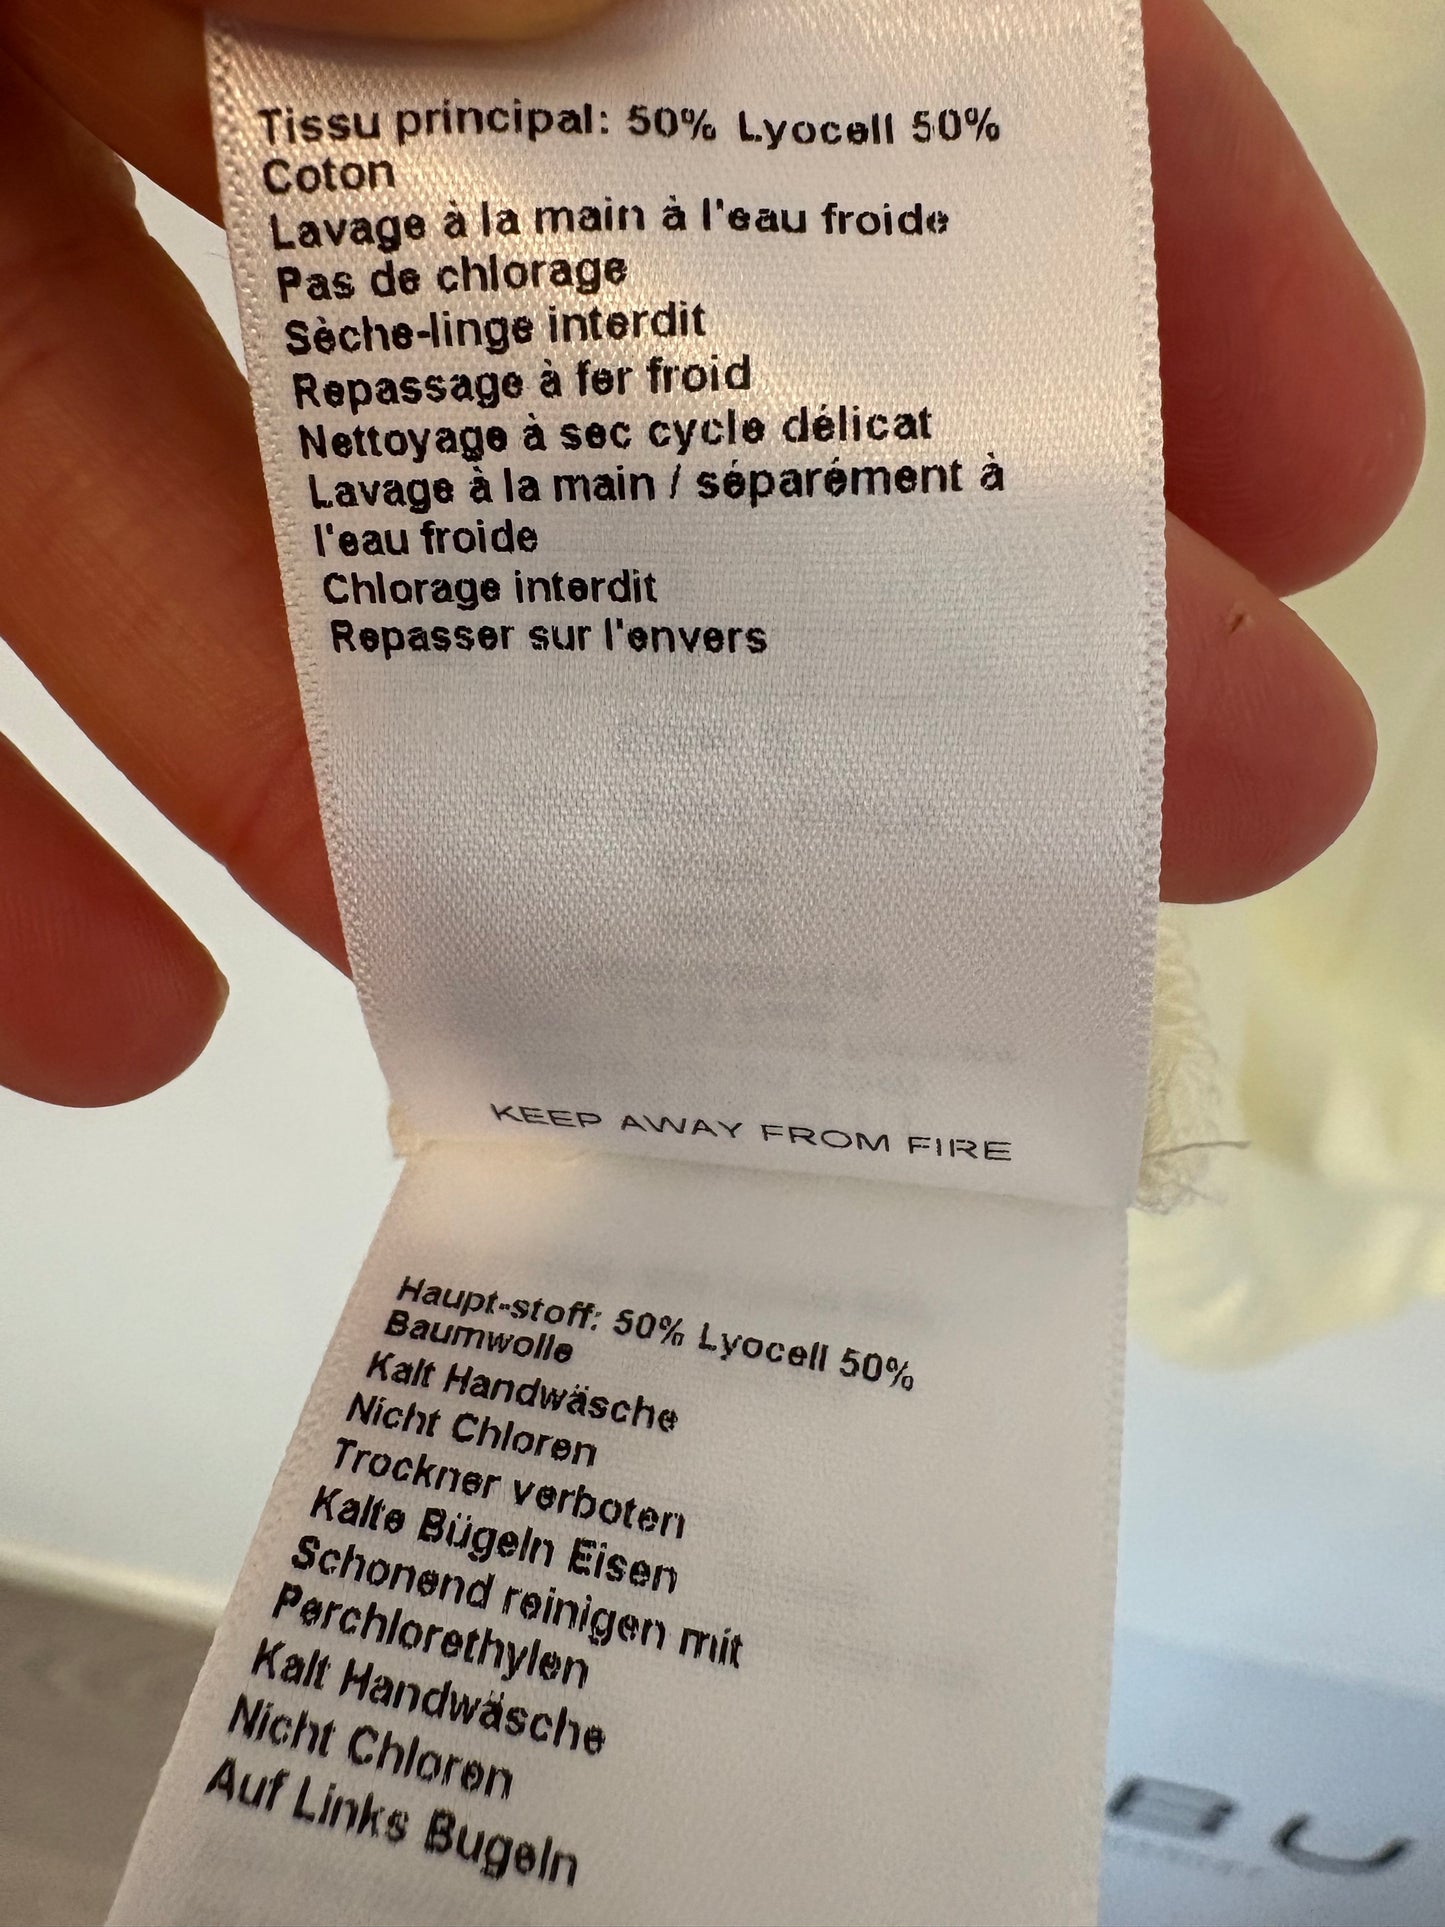 Tissu principal: 50% Lyocell 50%
Coton
Lavage à la main à l'eau froide
Pas de chlorage
Sèche-linge interdit
Repassage à fer froid
Nettoyage à sec cycle délicat
Lavage à la main / séparément à
l'eau froide
Chlorage interdit
Repasser sur l'envers
KEEP AWAY FROM FIRE
Haupt-stoff: 50% Lyocell 50%
Baumwolle
Kalt Handwäsche
Nicht Chloren
Trockner verboten
Kalte Bügeln Eisen
Schonend reinigen mit
Perchlorethylen
Kalt Handwäsche
Nicht Chloren
Auf Links Bugeln
BU